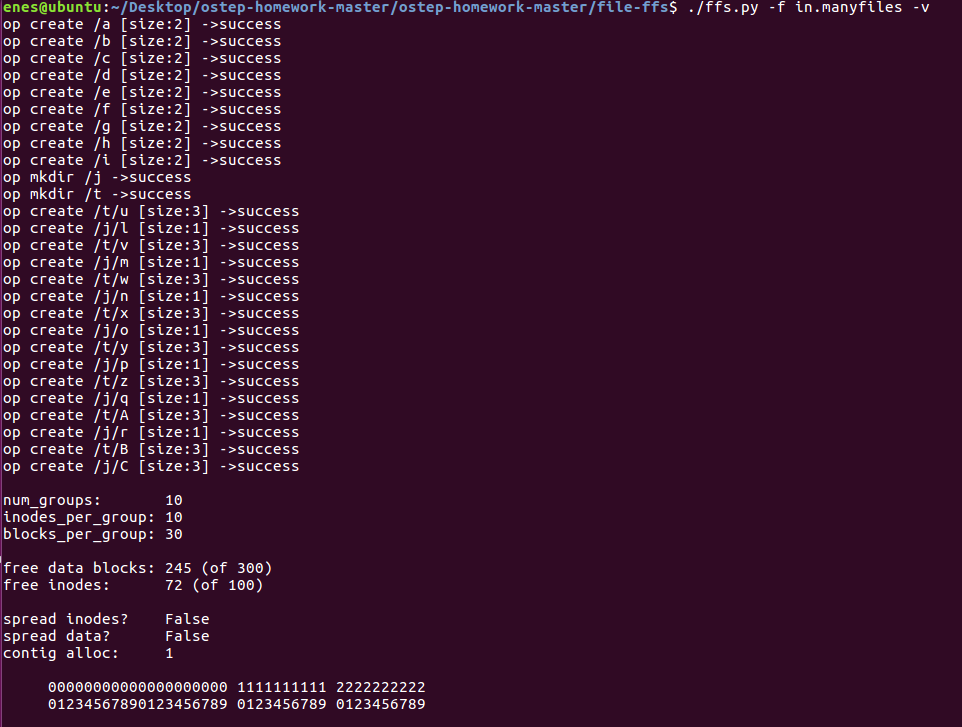 enes@ubuntu:~/Desktop/ostep-homework-master/ostep-homework-master/file-ffs$ ./ffs.py -f in.manyfiles -v
op create /a [size:2] ->success
op create /b [size:2] ->success
op create /c [size:2] ->success
op create /d [size:2] ->success
op create /e [size:2] ->success
op create /f [size:2] ->success
op create /g [size:2] ->success
op create /h [size:2] ->success
op create /i [size:2] ->success
op mkdir /j ->success
op mkdir /t ->success
op create /t/u [size:3] ->success
op create /j/l [size:1] ->success
op create /t/v [size:3] ->success
op create /j/m [size:1] ->success
op create /t/w [size:3] ->success
op create /j/n [size:1] ->success
op create /t/x [size:3] ->success
op create /j/o [size:1] ->success
op create /t/y [size:3] ->success
op create /j/p [size:1] ->success
op create /t/z [size:3] ->success
op create /j/q [size:1] ->success
op create /t/A [size:3] ->success
op create /j/r [size:1] ->success
op create /t/B [size:3] ->success
op create /j/C [size:3] ->success
num_groups:       10
inodes_per_group: 10
blocks_per_group: 30
free data blocks: 245 (of 300)
free inodes:      72 (of 100)
spread inodes?    False
spread data?      False
contig alloc:     1
00000000000000000000 1111111111 2222222222
01234567890123456789 0123456789 0123456789